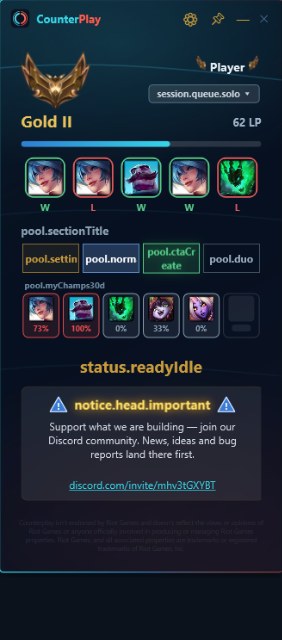 CounterPlay
Player
session.queue.solo
Gold II
62 LP
W L W W L
pool.sectionTitle
pool.settin pool.norm pool.ctaCr
eate pool.duo
pool.myChamps30d
73% 100% 0% 33% 0%
status.readyIdle
notice.head.important
Support what we are building — join our
Discord community. News, ideas and bug
reports land there first.
discord.com/invite/mhv3tGXYBT